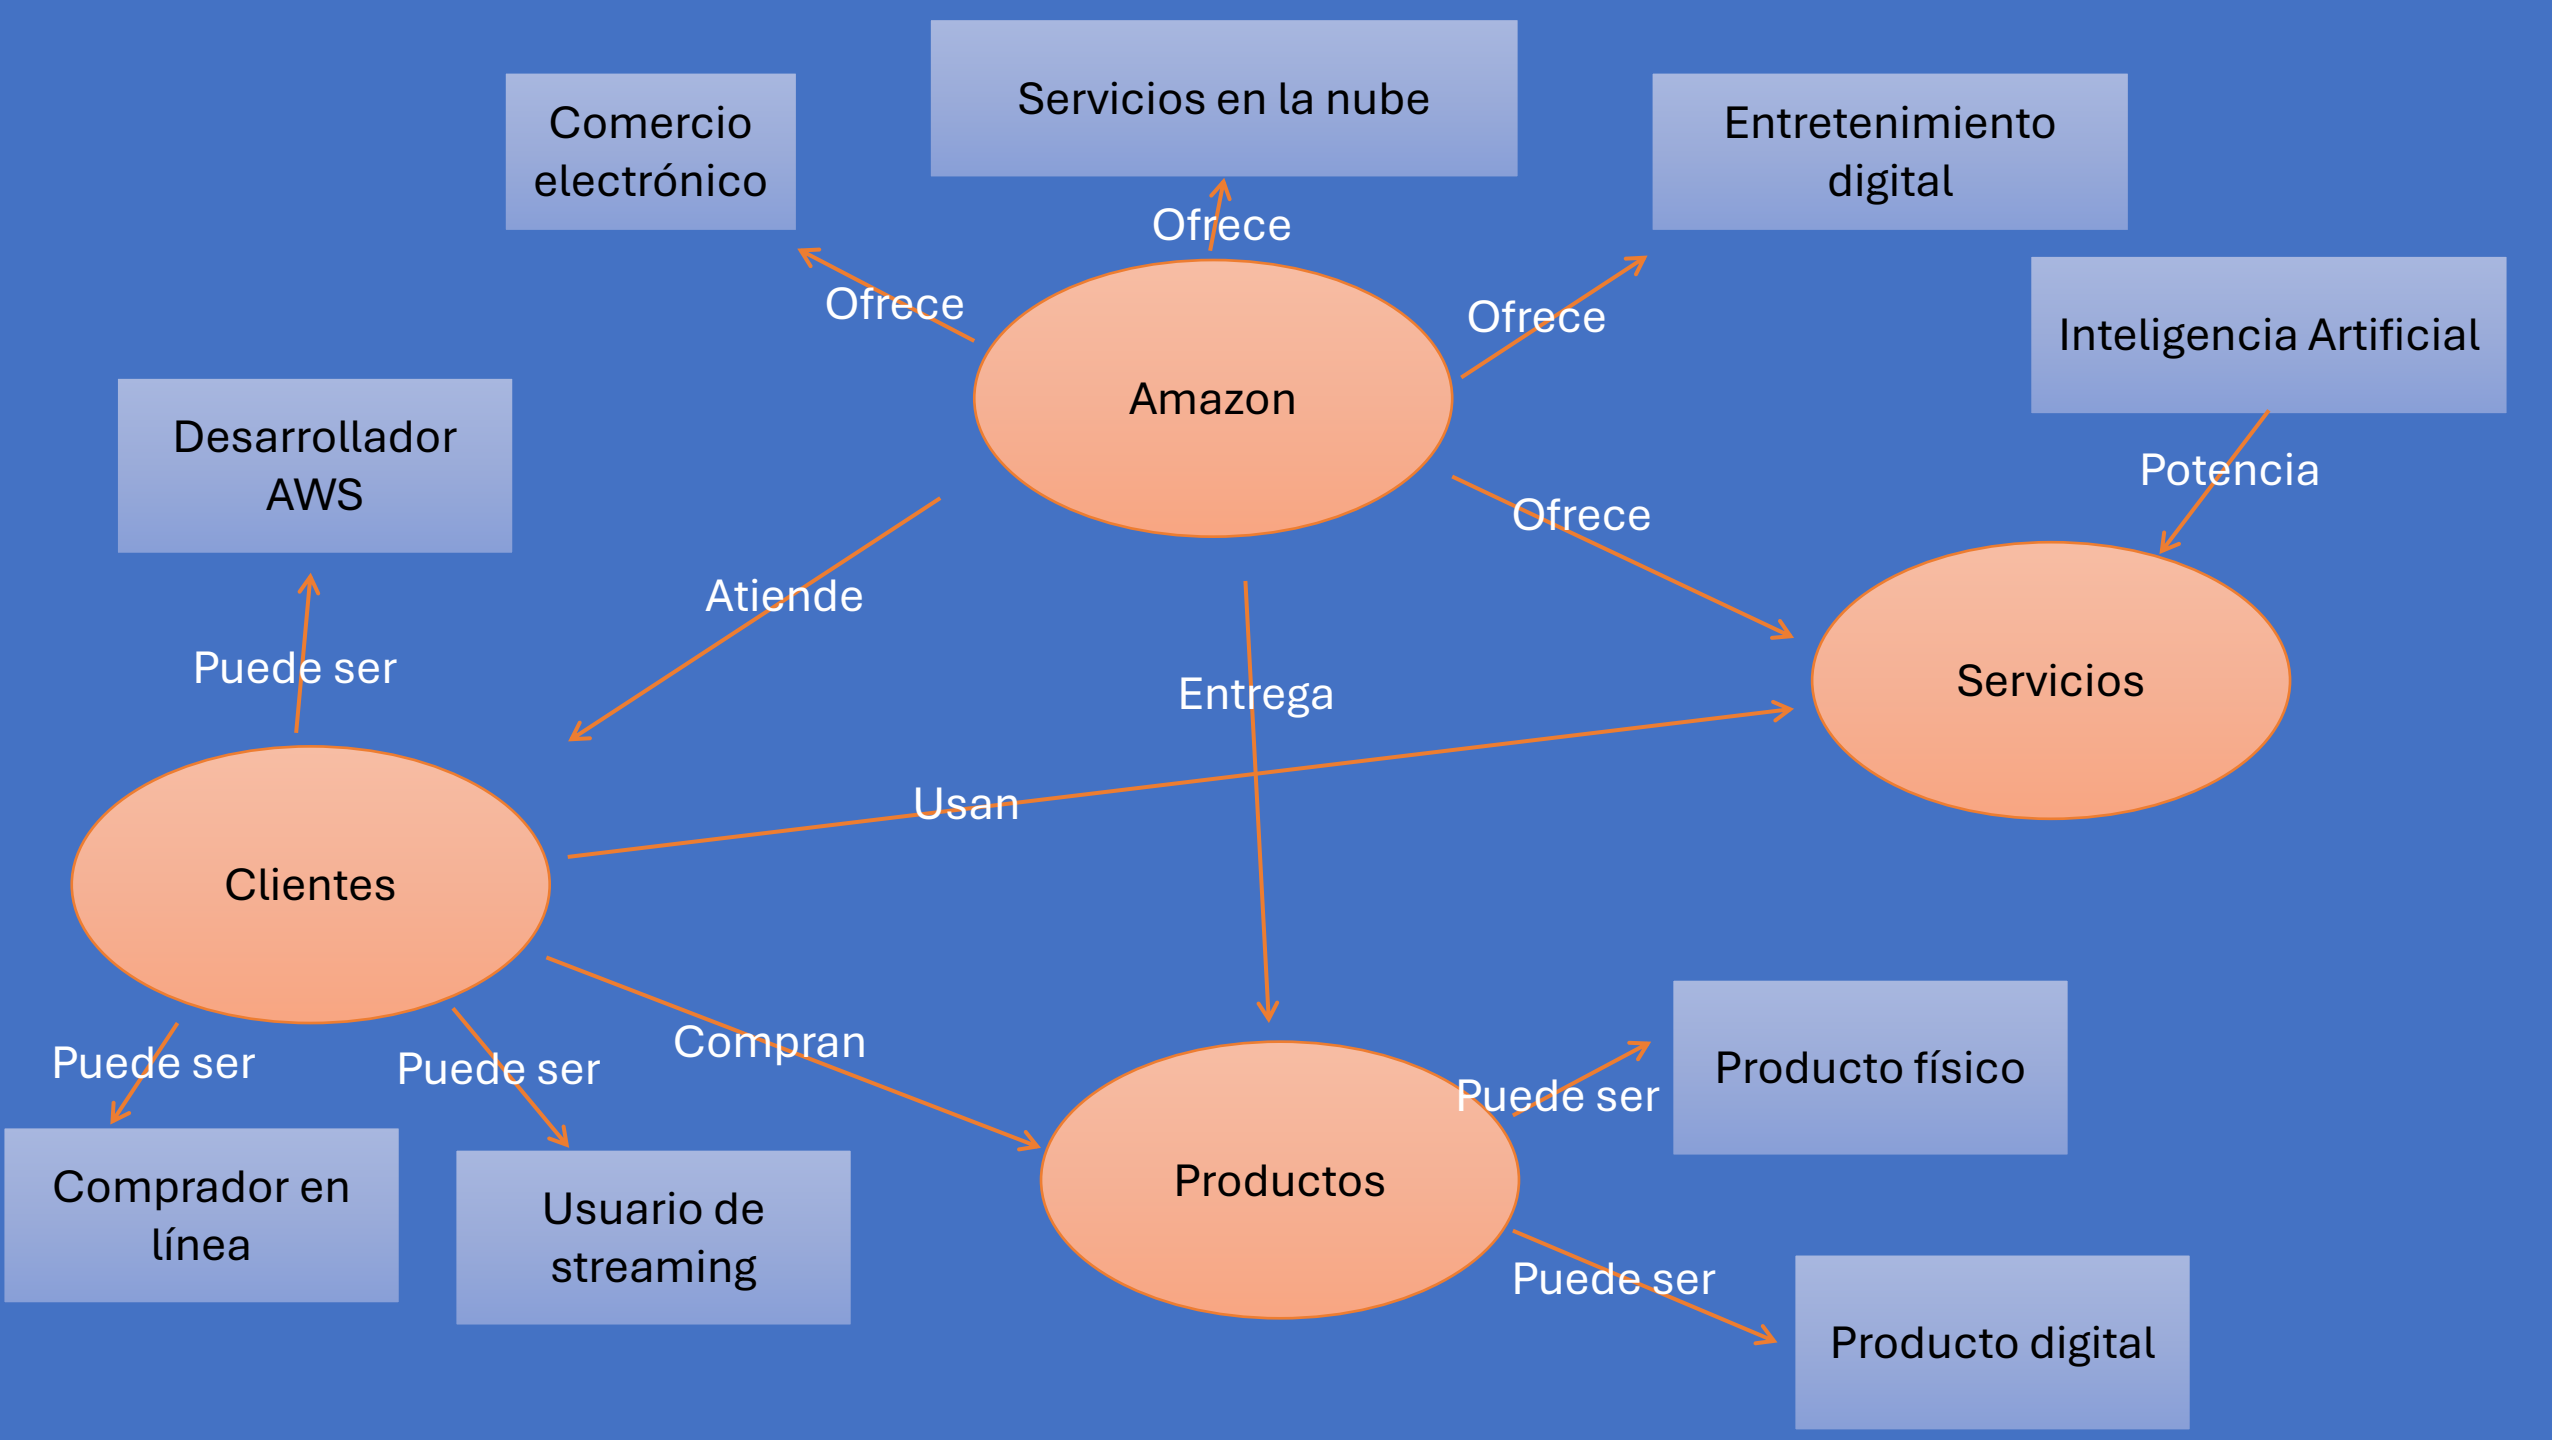 Servicios en la nube
Comercio
electrónico
Entretenimiento
digital
Ofrece
Ofrece
Ofrece
Inteligencia Artificial
Amazon
Desarrollador
AWS
Potencia
Ofrece
Atiende
Puede ser
Entrega
Servicios
Usan
Clientes
Compran
Puede ser
Puede ser
Puede ser
Producto físico
Comprador en
línea
Usuario de
streaming
Productos
Puede ser
Producto digital